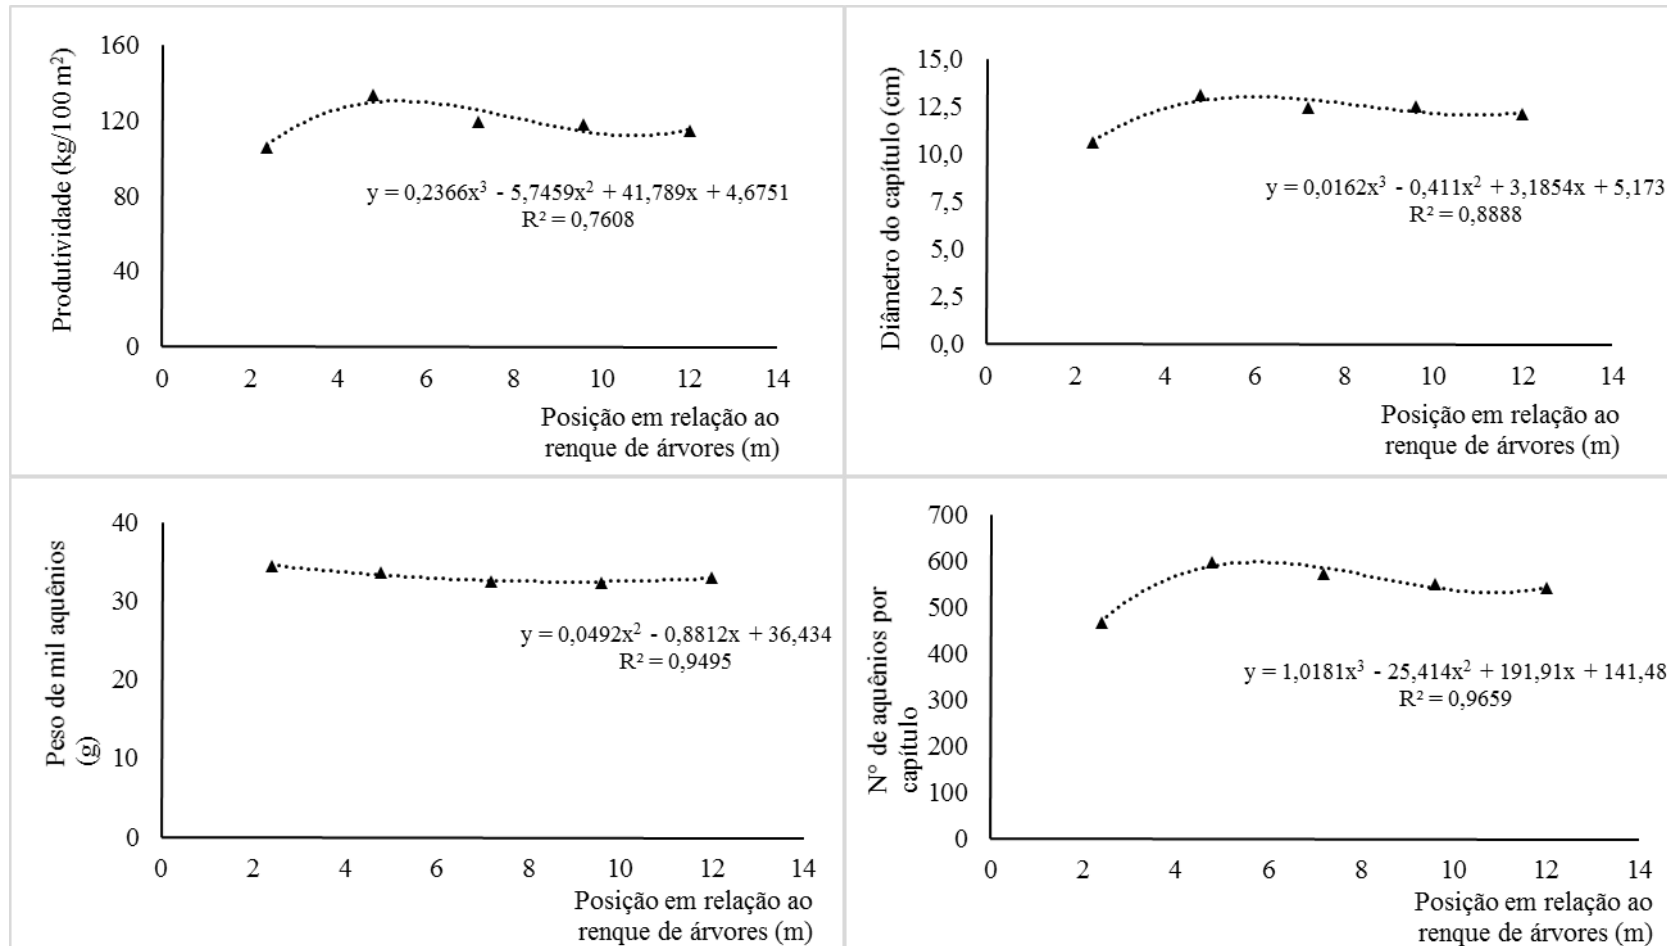 Produtividade (kg/100 m²)
160
120
80
40
0
y = 0,2366x³ - 5,7459x² + 41,789x + 4,6751
R² = 0,7608
0 2 4 6 8 10 12 14
Posição em relação ao
renque de árvores (m)
Diâmetro do capítulo (cm)
15,0
12,5
10,0
7,5
5,0
2,5
0,0
y = 0,0162x³ - 0,411x² + 3,1854x + 5,173
R² = 0,8888
0 2 4 6 8 10 12 14
Posição em relação ao
renque de árvores (m)
Peso de mil aquênios
(g)
40
30
20
10
0
y = 0,0492x² - 0,8812x + 36,434
R² = 0,9495
0 2 4 6 8 10 12 14
Posição em relação ao
renque de árvores (m)
N° de aquênios por
capítulo
700
600
500
400
300
200
100
0
y = 1,0181x³ - 25,414x² + 191,91x + 141,48
R² = 0,9659
0 2 4 6 8 10 12 14
Posição em relação ao
renque de árvores (m)